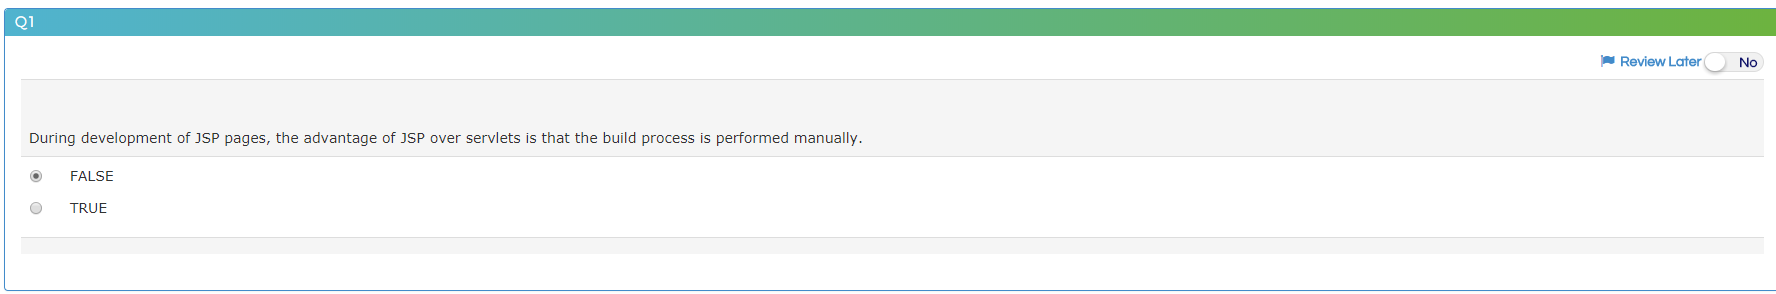 Q1
Review Later No
During development of JSP pages, the advantage of JSP over servlets is that the build process is performed manually.
FALSE
TRUE